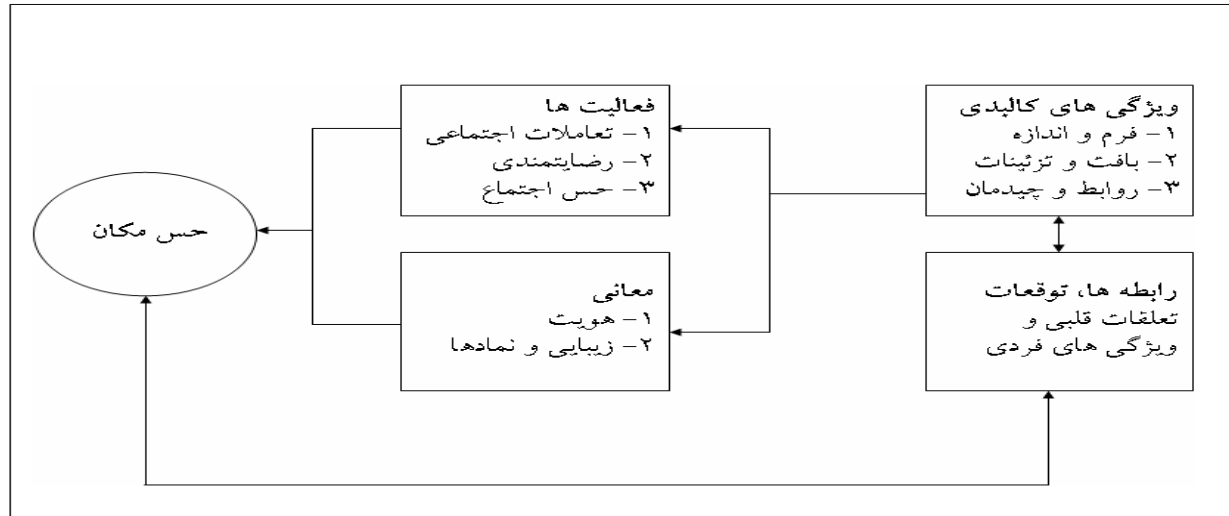 ویژگی های کالبدی
۱- فرم و اندازه
۲- بافت و تزئینات
۳- روابط و چیدمان
رابطه ها، توقعات
تعلقات قلبی و
ویژگی های فردی
فعالیت ها
۱- تعاملات اجتماعی
۲- رضایتمندی
۳- حس اجتماع
معانی
۱- هویت
۲- زیبایی و نمادها
حس مکان